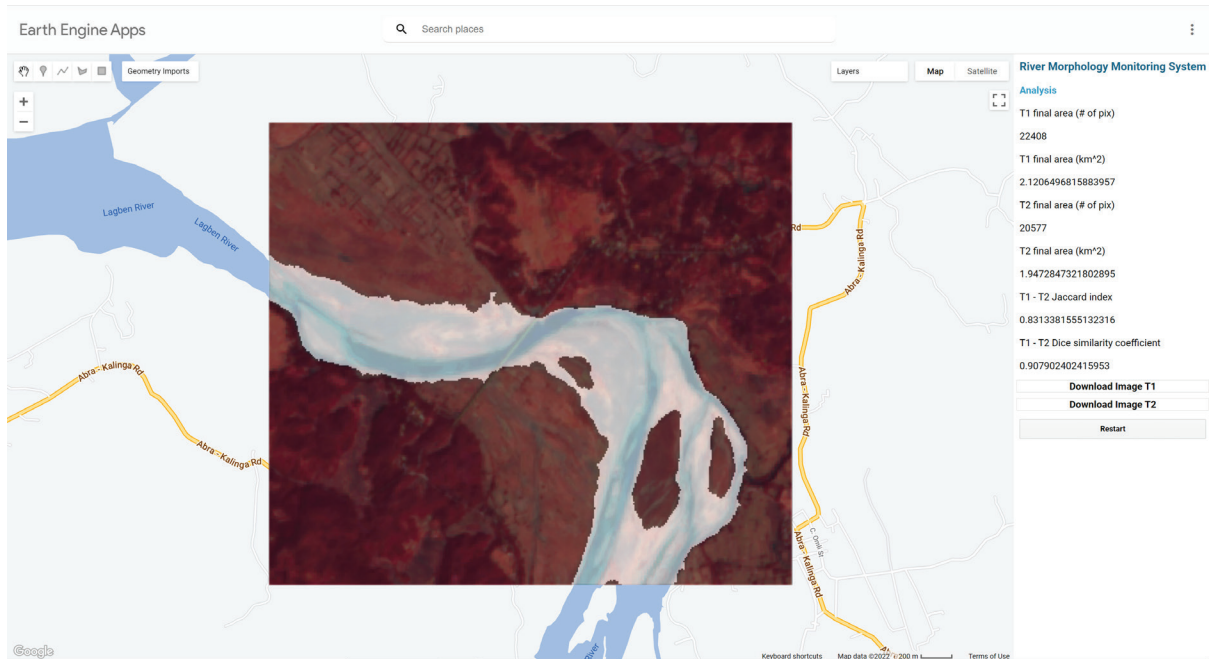 Earth Engine Apps
Search places
Geometry Imports
Layers
Map
Satellite
+
−
Lagben River
Lagben River
Rd
Abra - Kalinga Rd
Abra - Kalinga Rd
Abra - Kalinga Rd
Abra - Kalinga Rd
Abra - Kalinga Rd
C. Omli St
Google
Keyboard shortcuts
Map data ©2022
200 m
Terms of Use
River Morphology Monitoring System
Analysis
T1 final area (# of pix)
22408
T1 final area (km^2)
2.1206496815883957
T2 final area (# of pix)
20577
T2 final area (km^2)
1.9472847321802895
T1 - T2 Jaccard index
0.8313381555132316
T1 - T2 Dice similarity coefficient
0.907902402415953
Download Image T1
Download Image T2
Restart